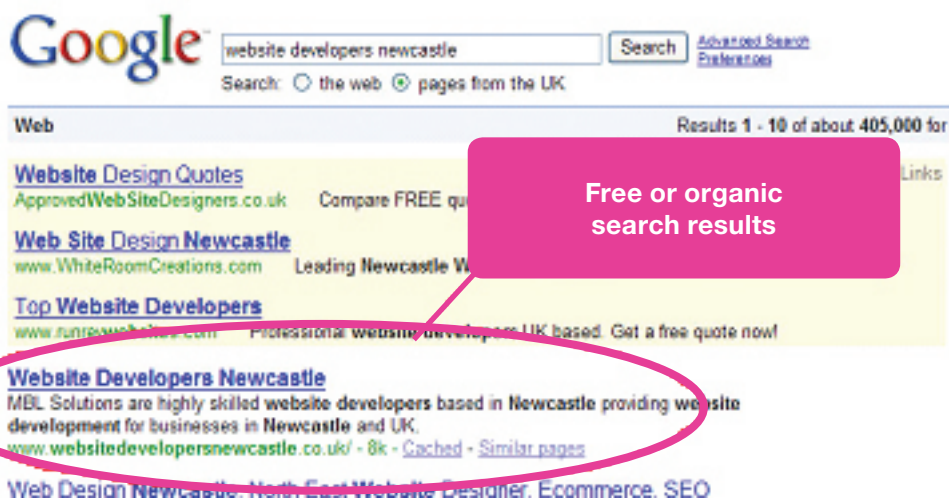 Google
website developers newcastle Search Advanced Search
Preferences
Search: the web pages from the UK
Web Results 1 - 10 of about 405,000 for
Website Design Quotes Links
ApprovedWebSiteDesigners.co.uk Compare FREE
Free or organic
search results
Web Site Design Newcastle
www.WhiteRoomCreations.com Leading Newcastle W
Top Website Developers
Professional website developers UK based. Get a free quote now!
Website Developers Newcastle
MBL Solutions are highly skilled website developers based in Newcastle providing website
development for businesses in Newcastle and UK.
www.websitedevelopersnewcastle.co.uk/ - 8k - Cached - Similar pages
Web Design Newcastle, North East Website Designer, Ecommerce, SEO